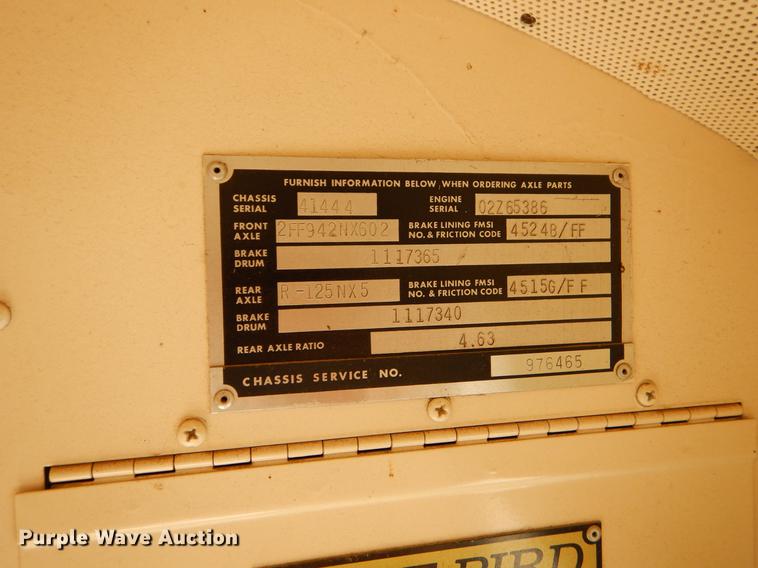 FURNISH INFORMATION BELOW, WHEN ORDERING AXLE PARTS
CHASSIS SERIAL 41444 ENGINE SERIAL 02Z65386
FRONT AXLE 2FF942NX602 BRAKE LINING FMSI NO. & FRICTION CODE 4524B/FF
BRAKE DRUM 1117365
REAR AXLE R-125NX5 BRAKE LINING FMSI NO. & FRICTION CODE 4515G/FF
BRAKE DRUM 1117340
REAR AXLE RATIO 4.63
CHASSIS SERVICE NO. 976465
BIRD
Purple Wave Auction